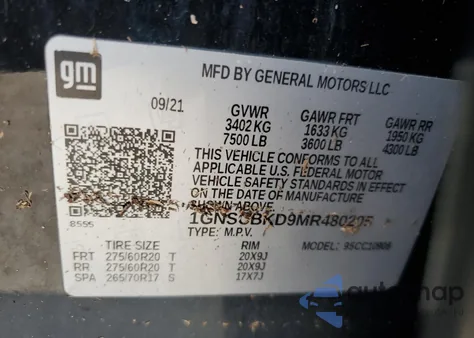 gm
MFD BY GENERAL MOTORS LLC
09/21
GVWR GAWR FRT GAWR RR
3402 KG 1633 KG 1950 KG
7500 LB 3600 LB 4300 LB
THIS VEHICLE CONFORMS TO ALL
APPLICABLE U.S. FEDERAL MOTOR
VEHICLE SAFETY STANDARDS IN EFFECT
ON THE DATE OF MANUFACTURE
SHOWN ABOVE
TYPE: M.P.V. MODEL:
TIRE SIZE RIM
FRT 275/60R20 T 20X9J
RR 275/60R20 T 20X9J
SPA 265/70R17 S 17X7J